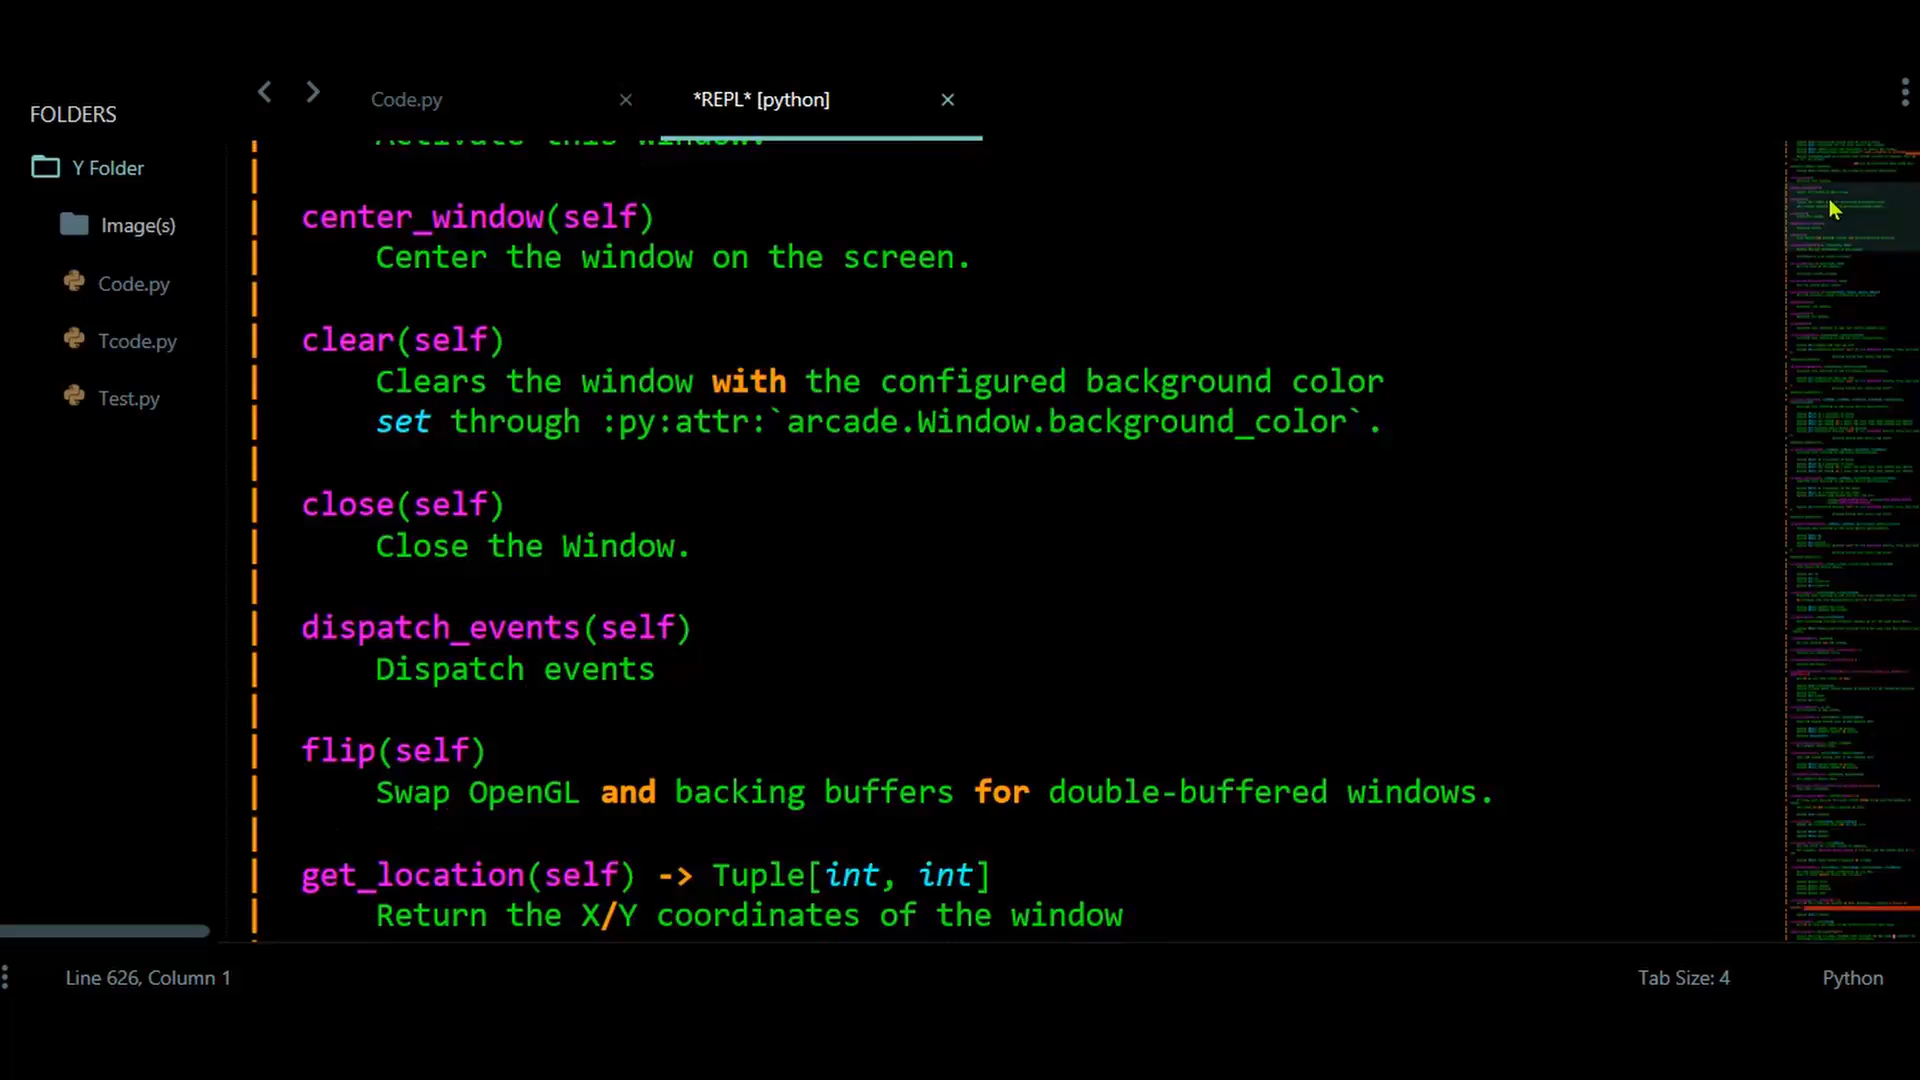 FOLDERS
Y Folder
Image(s)
Code.py
Tcode.py
Test.py
Code.py
*REPL* [python]
Activate this window.
center_window(self)
Center the window on the screen.
clear(self)
Clears the window with the configured background color
set through :py:attr:`arcade.Window.background_color`.
close(self)
Close the Window.
dispatch_events(self)
Dispatch events
flip(self)
Swap OpenGL and backing buffers for double-buffered windows.
get_location(self) -> Tuple[int, int]
Return the X/Y coordinates of the window
Line 626, Column 1
Tab Size: 4
Python